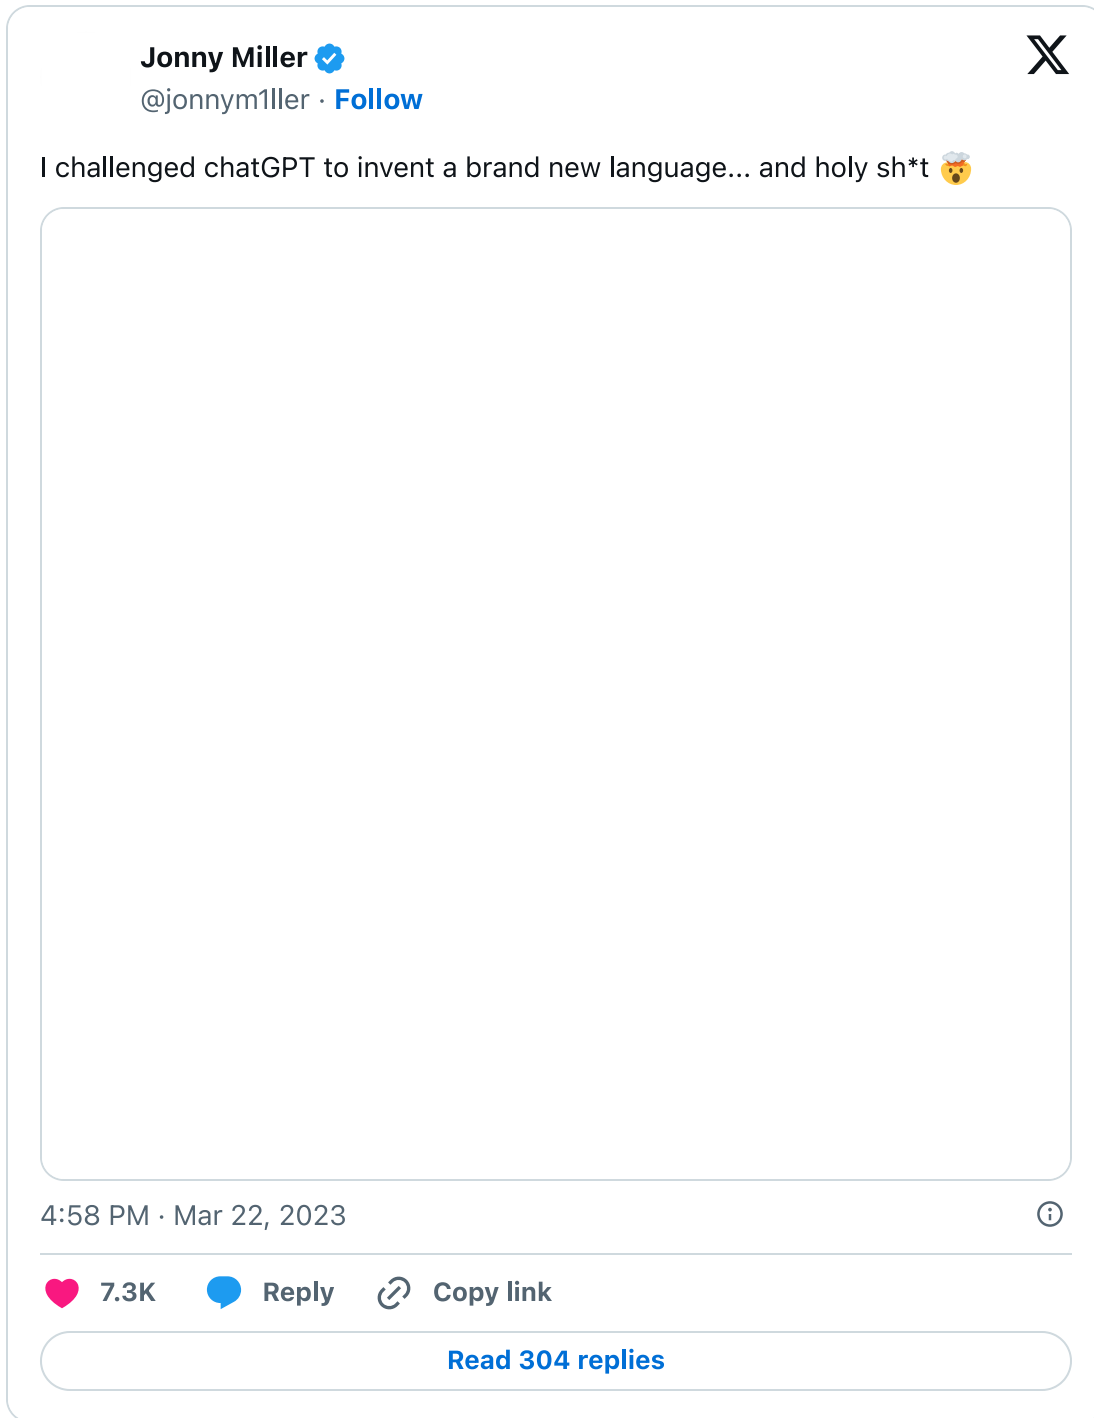 Jonny Miller
@jonnym1ller · Follow
I challenged chatGPT to invent a brand new language... and holy sh*t 🤯
4:58 PM · Mar 22, 2023
7.3K Reply Copy link
Read 304 replies